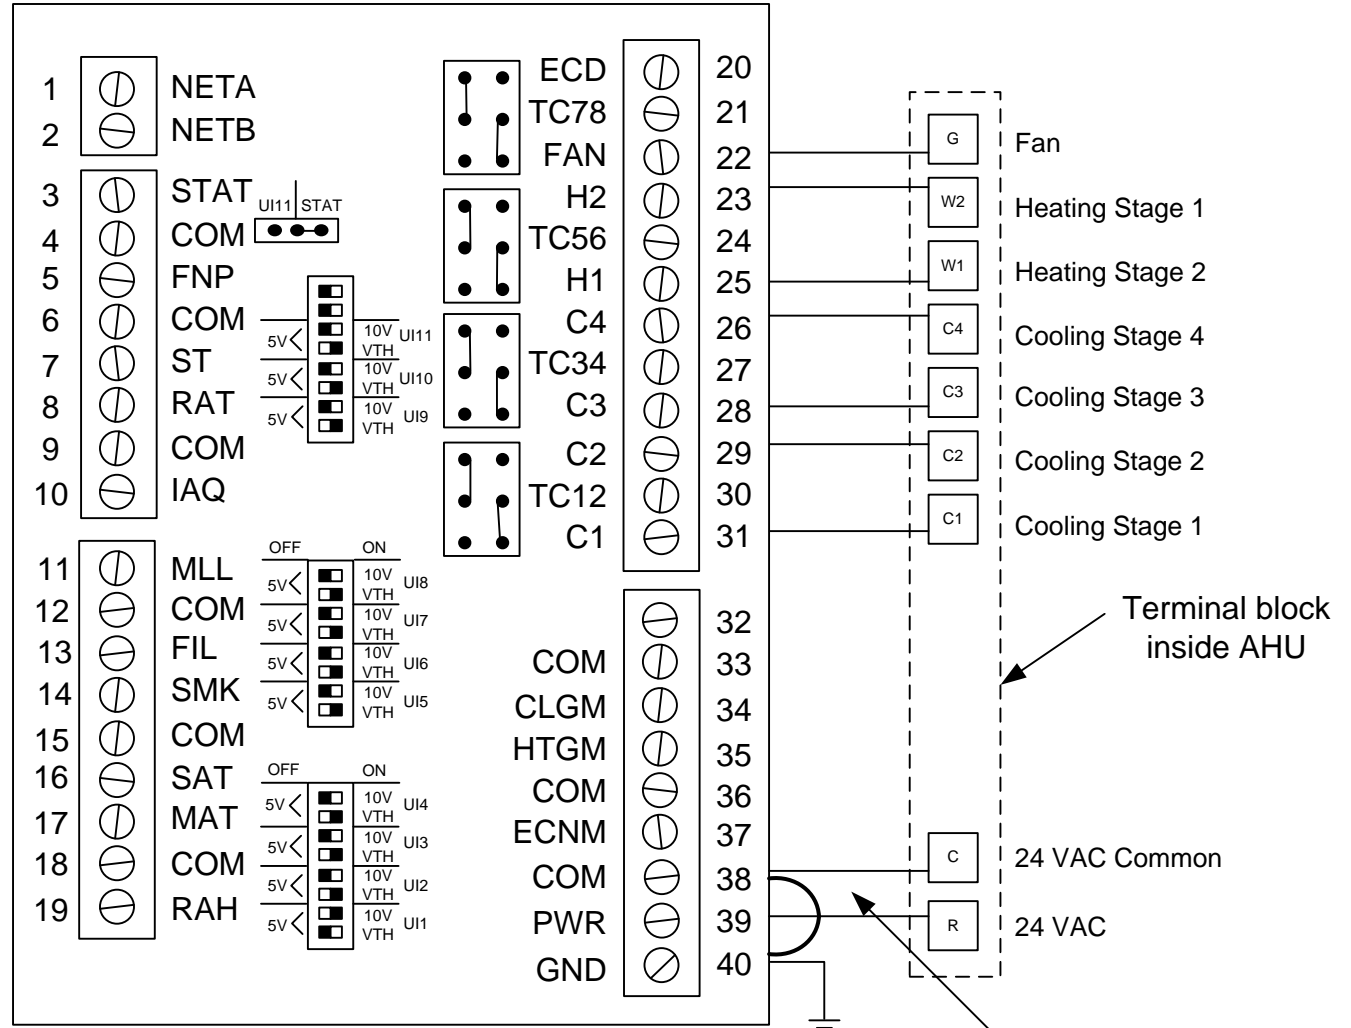 1 NETA
2 NETB
3 STAT
4 COM
5 FNP
6 COM
7 ST
8 RAT
9 COM
10 IAQ
UI11 STAT
5V 10V VTH UI11
5V 10V VTH UI10
5V 10V VTH UI9
11 MLL
12 COM
13 FIL
14 SMK
15 COM
16 SAT
17 MAT
18 COM
19 RAH
OFF ON
5V 10V VTH UI8
5V 10V VTH UI7
5V 10V VTH UI6
5V 10V VTH UI5
OFF ON
5V 10V VTH UI4
5V 10V VTH UI3
5V 10V VTH UI2
5V 10V VTH UI1
ECD 20
TC78 21
FAN 22
H2 23
TC56 24
H1 25
C4 26
TC34 27
C3 28
C2 29
TC12 30
C1 31
32
COM 33
CLGM 34
HTGM 35
COM 36
ECNM 37
COM 38
PWR 39
GND 40
G Fan
W2 Heating Stage 1
W1 Heating Stage 2
C4 Cooling Stage 4
C3 Cooling Stage 3
C2 Cooling Stage 2
C1 Cooling Stage 1
Terminal block
inside AHU
C 24 VAC Common
R 24 VAC